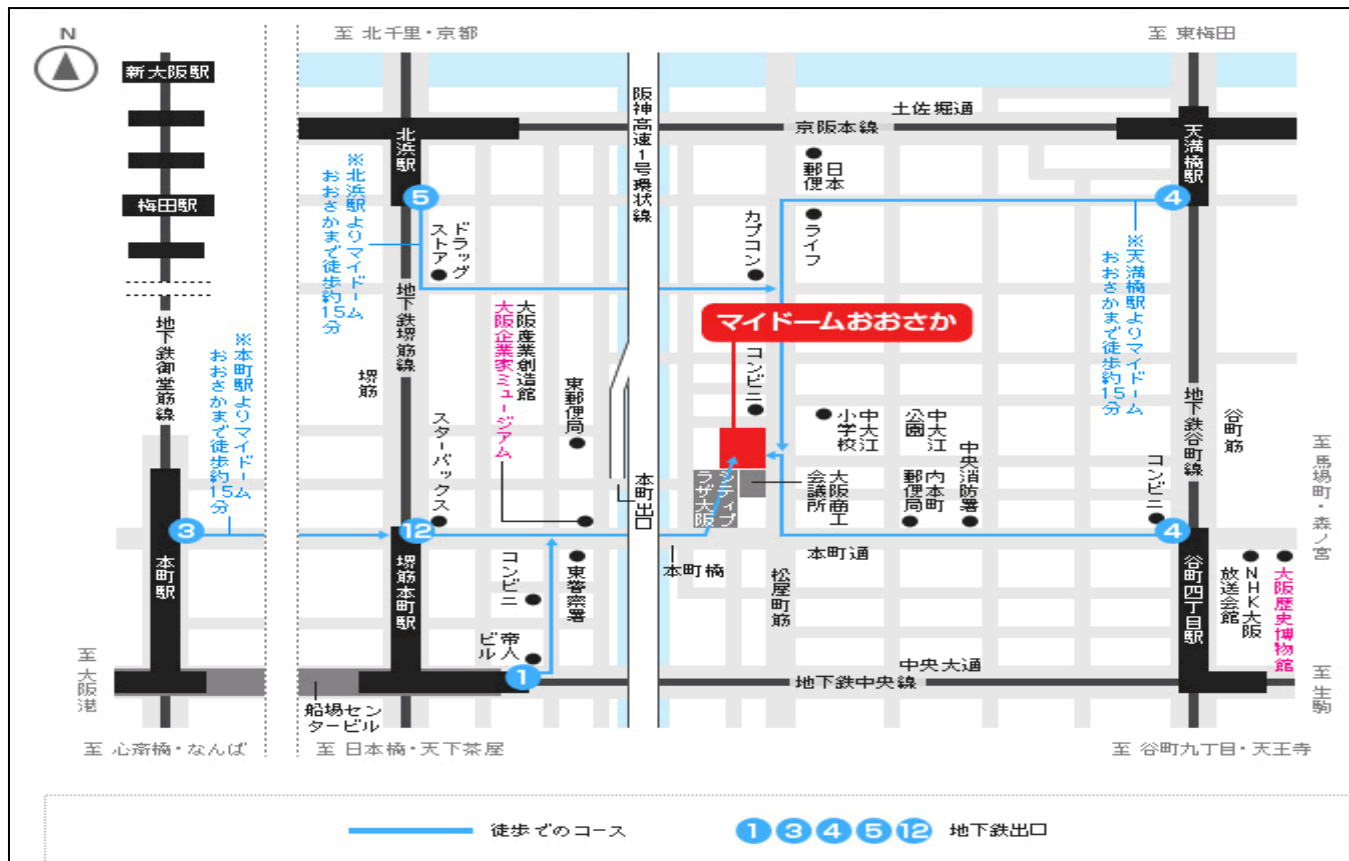 N
至 北千里・京都
至 東梅田
新大阪駅
梅田駅
地下鉄御堂筋線
本町駅
至 大阪港
至 心斎橋・なんば
※本町駅よりマイドーム
おおさかまで徒歩約15分
3
北浜駅
5
※北浜駅よりマイドーム
おおさかまで徒歩約15分
ドラッグ
ストア
地下鉄堺筋線
堺筋
大阪産業創造館
大阪企業家ミュージアム
東郵便局
スターバックス
12
堺筋本町駅
コンビニ
東警察署
帝人
ビル
1
船場セン
タービル
至 日本橋・天下茶屋
阪神高速1号環状線
本町出口
本町橋
土佐堀通
京阪本線
日本
郵便
カプコン
ライフ
マイドームおおさか
コンビニ
中大江
小学校
中大江
公園
シティプ
ラザ大阪
大阪商工
会議所
内本町
郵便局
中央消防署
本町通
松屋町筋
中央大通
地下鉄中央線
天満橋駅
4
※天満橋駅よりマイドーム
おおさかまで徒歩約15分
地下鉄谷町線
谷町筋
コンビニ
4
谷町四丁目駅
NHK大阪
放送会館
大阪歴史博物館
至 馬場町・森ノ宮
至 生駒
至 谷町九丁目・天王寺
徒歩でのコース
1 3 4 5 12 地下鉄出口